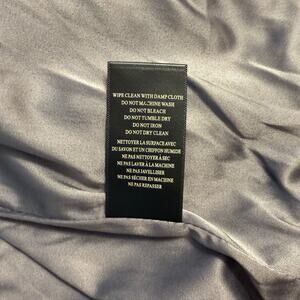 WIPE CLEAN WITH DAMP CLOTH
DO NOT MACHINE WASH
DO NOT BLEACH
DO NOT TUMBLE DRY
DO NOT IRON
DO NOT DRY CLEAN
NETTOYER LA SURFACE AVEC
DU SAVON ET UN CHIFFON HUMIDE
NE PAS NETTOYER À SEC
NE PAS LAVER À LA MACHINE
NE PAS JAVELLISER
NE PAS SÉCHER EN MACHINE
NE PAS REPASSER